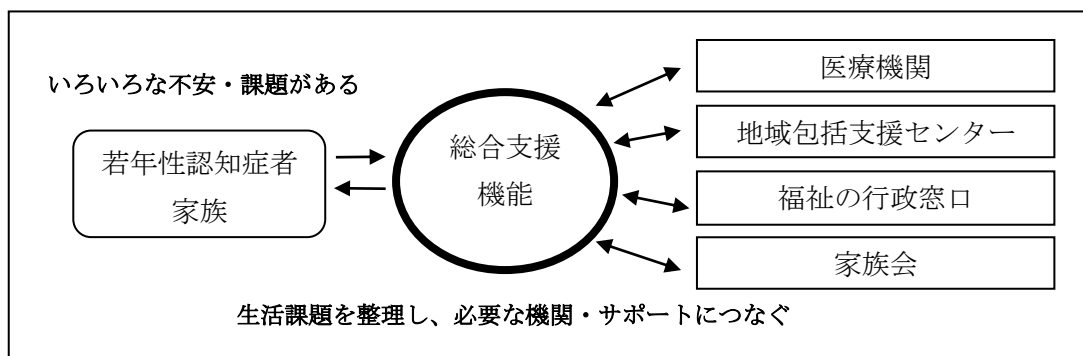 いろいろな不安・課題がある
若年性認知症者
家族
総合支援
機能
医療機関
地域包括支援センター
福祉の行政窓口
家族会
生活課題を整理し、必要な機関・サポートにつなぐ